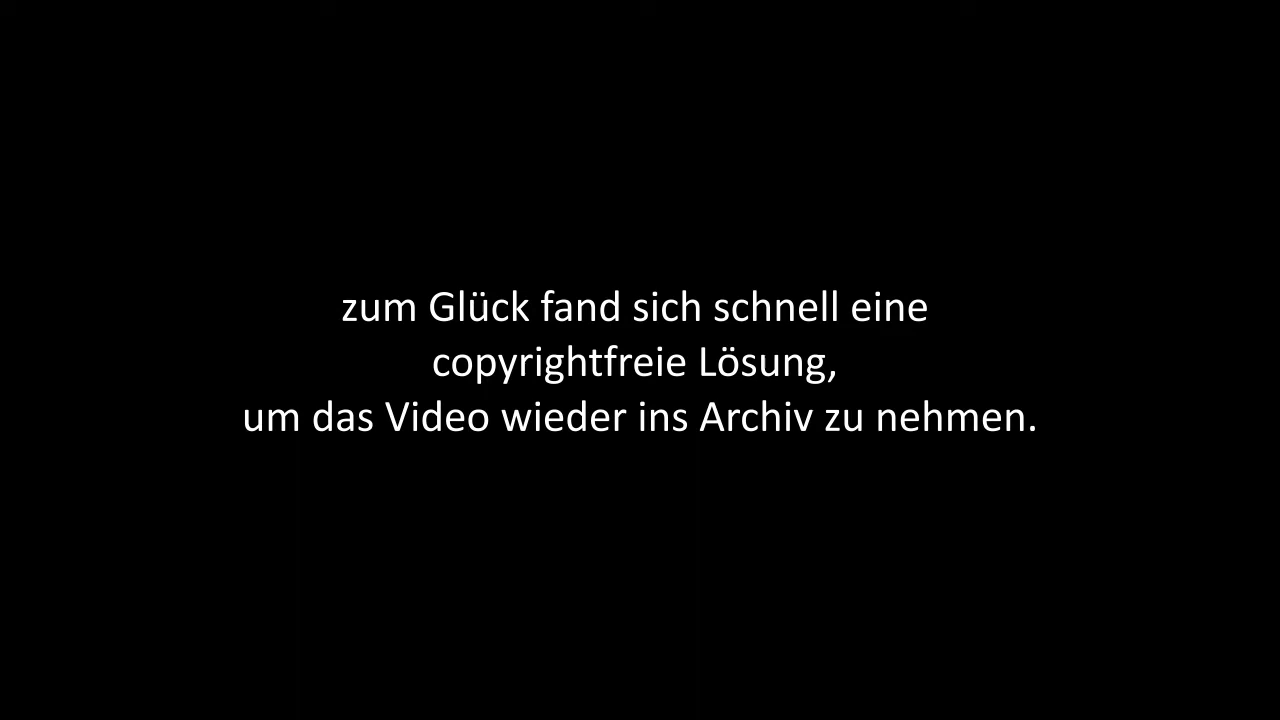 zum Glück fand sich schnell eine
copyrightfreie Lösung,
um das Video wieder ins Archiv zu nehmen.